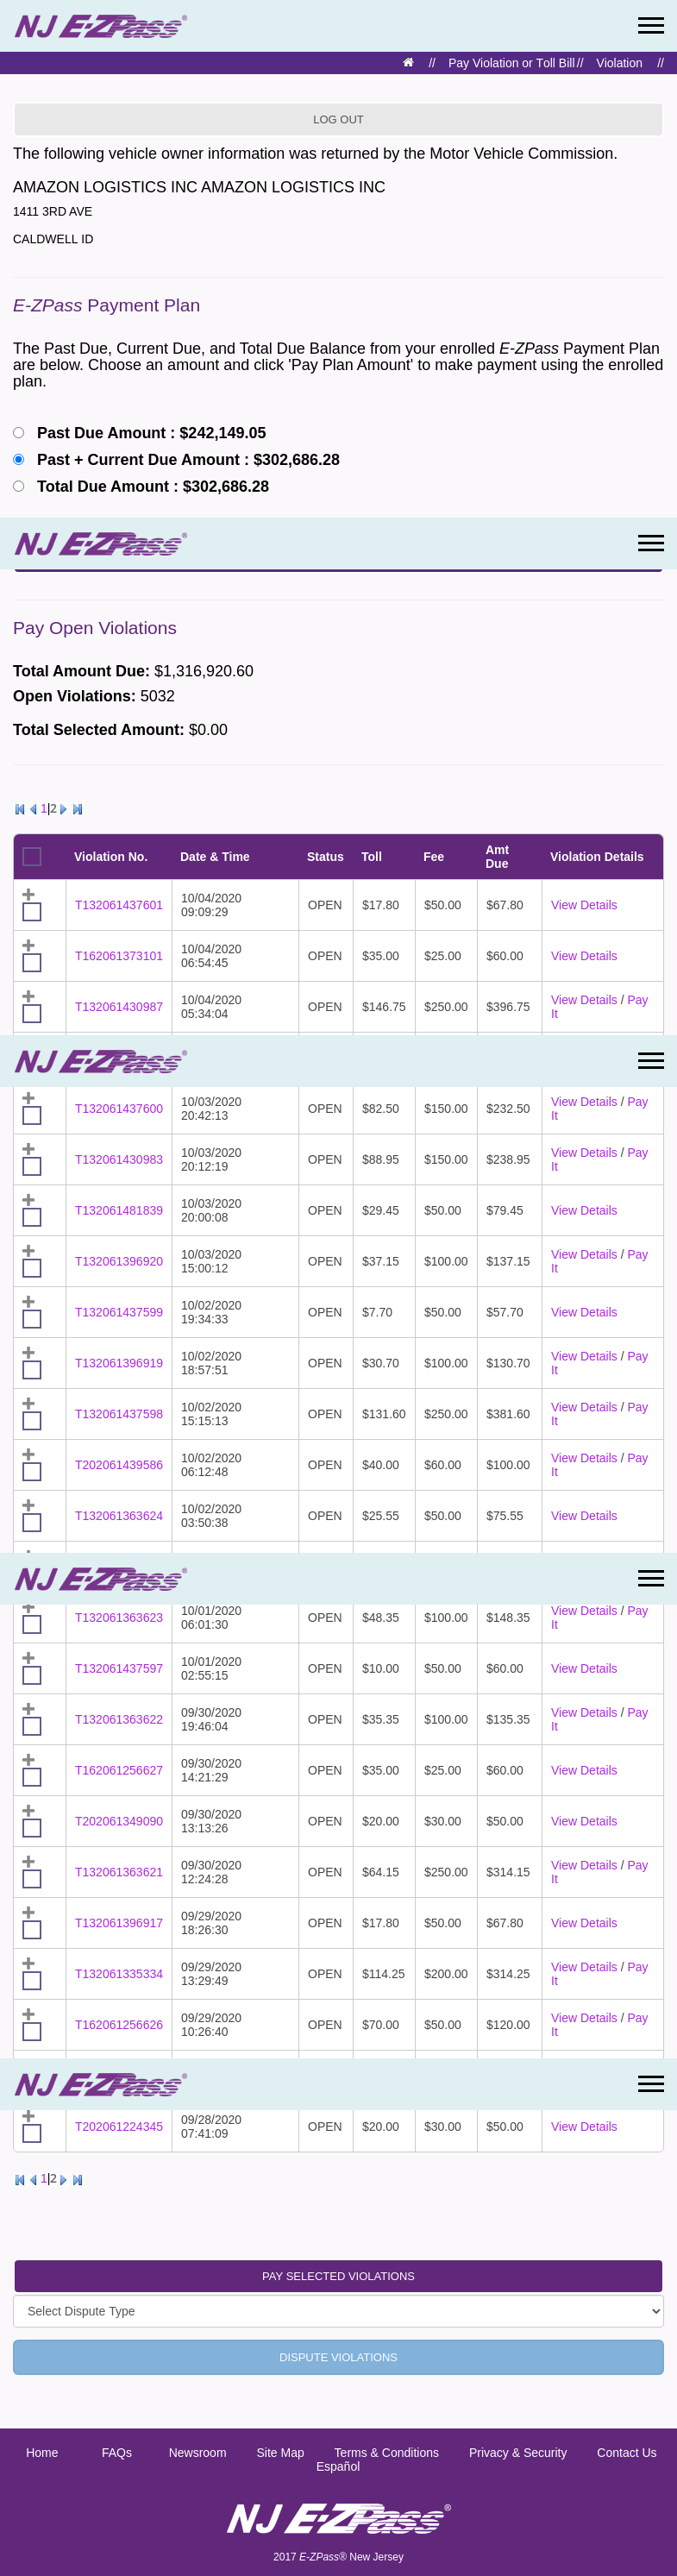 NJ E-ZPass®
// Pay Violation or Toll Bill // Violation //
LOG OUT
The following vehicle owner information was returned by the Motor Vehicle Commission.
AMAZON LOGISTICS INC AMAZON LOGISTICS INC
1411 3RD AVE
CALDWELL ID
E-ZPass Payment Plan
The Past Due, Current Due, and Total Due Balance from your enrolled E-ZPass Payment Plan
are below. Choose an amount and click 'Pay Plan Amount' to make payment using the enrolled
plan.
Past Due Amount : $242,149.05
Past + Current Due Amount : $302,686.28
Total Due Amount : $302,686.28
NJ E-ZPass®
Pay Open Violations
Total Amount Due: $1,316,920.60
Open Violations: 5032
Total Selected Amount: $0.00
1|2
Violation No. Date & Time Status Toll Fee Amt Due Violation Details
T132061437601 10/04/2020 09:09:29 OPEN $17.80 $50.00 $67.80 View Details
T162061373101 10/04/2020 06:54:45 OPEN $35.00 $25.00 $60.00 View Details
T132061430987 10/04/2020 05:34:04 OPEN $146.75 $250.00 $396.75 View Details / Pay It
NJ E-ZPass®
T132061437600 10/03/2020 20:42:13 OPEN $82.50 $150.00 $232.50 View Details / Pay It
T132061430983 10/03/2020 20:12:19 OPEN $88.95 $150.00 $238.95 View Details / Pay It
T132061481839 10/03/2020 20:00:08 OPEN $29.45 $50.00 $79.45 View Details
T132061396920 10/03/2020 15:00:12 OPEN $37.15 $100.00 $137.15 View Details / Pay It
T132061437599 10/02/2020 19:34:33 OPEN $7.70 $50.00 $57.70 View Details
T132061396919 10/02/2020 18:57:51 OPEN $30.70 $100.00 $130.70 View Details / Pay It
T132061437598 10/02/2020 15:15:13 OPEN $131.60 $250.00 $381.60 View Details / Pay It
T202061439586 10/02/2020 06:12:48 OPEN $40.00 $60.00 $100.00 View Details / Pay It
T132061363624 10/02/2020 03:50:38 OPEN $25.55 $50.00 $75.55 View Details
NJ E-ZPass®
T132061363623 10/01/2020 06:01:30 OPEN $48.35 $100.00 $148.35 View Details / Pay It
T132061437597 10/01/2020 02:55:15 OPEN $10.00 $50.00 $60.00 View Details
T132061363622 09/30/2020 19:46:04 OPEN $35.35 $100.00 $135.35 View Details / Pay It
T162061256627 09/30/2020 14:21:29 OPEN $35.00 $25.00 $60.00 View Details
T202061349090 09/30/2020 13:13:26 OPEN $20.00 $30.00 $50.00 View Details
T132061363621 09/30/2020 12:24:28 OPEN $64.15 $250.00 $314.15 View Details / Pay It
T132061396917 09/29/2020 18:26:30 OPEN $17.80 $50.00 $67.80 View Details
T132061335334 09/29/2020 13:29:49 OPEN $114.25 $200.00 $314.25 View Details / Pay It
T162061256626 09/29/2020 10:26:40 OPEN $70.00 $50.00 $120.00 View Details / Pay It
NJ E-ZPass®
T202061224345 09/28/2020 07:41:09 OPEN $20.00 $30.00 $50.00 View Details
1|2
PAY SELECTED VIOLATIONS
Select Dispute Type
DISPUTE VIOLATIONS
Home FAQs Newsroom Site Map Terms & Conditions Privacy & Security Contact Us
Español
NJ E-ZPass®
2017 E-ZPass® New Jersey